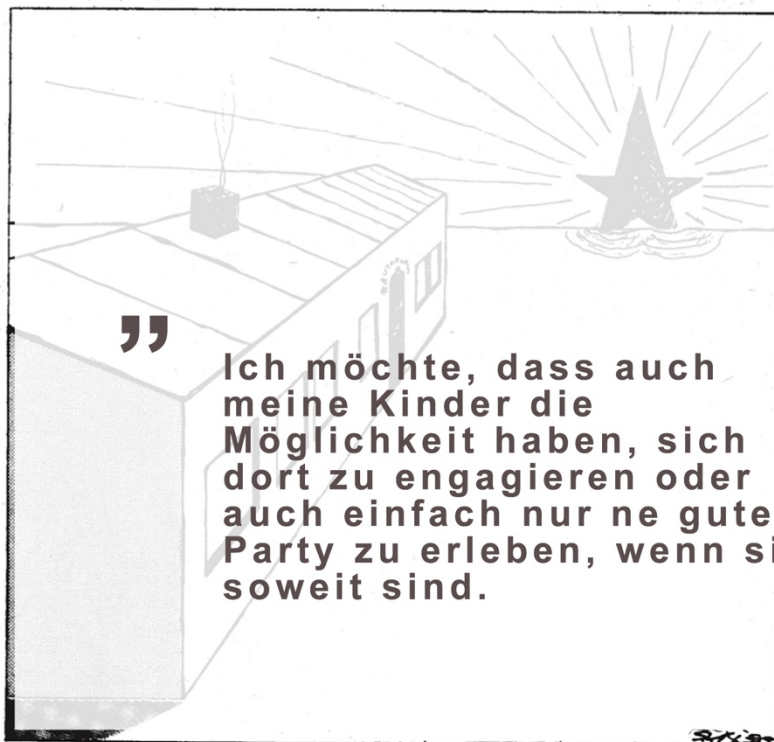 ”
Ich möchte, dass auch
meine Kinder die
Möglichkeit haben, sich
dort zu engagieren oder
auch einfach nur ne gute
Party zu erleben, wenn si
soweit sind.